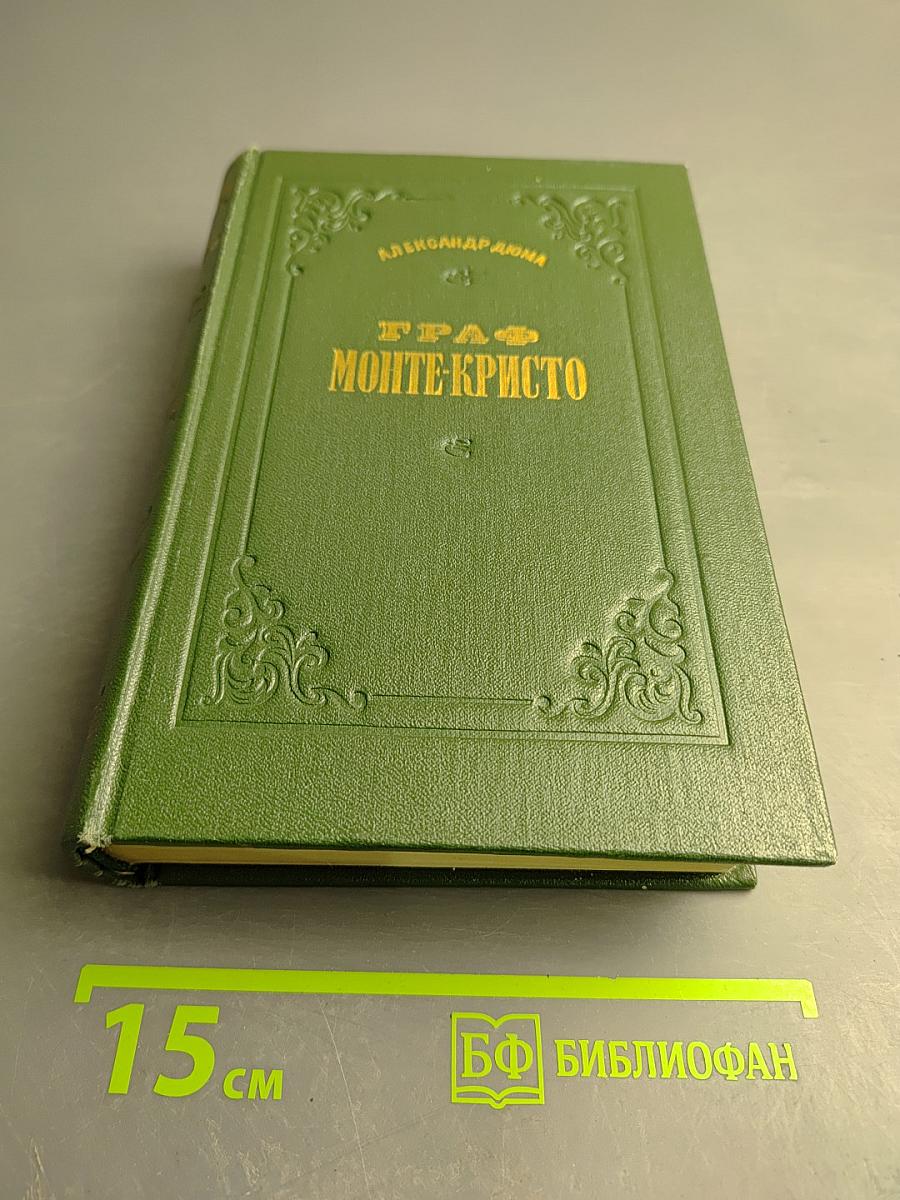 АЛЕКСАНДР ДЮМА
ГРАФ
МОНТЕ-КРИСТО
15 см
БФ БИБЛИОФАН